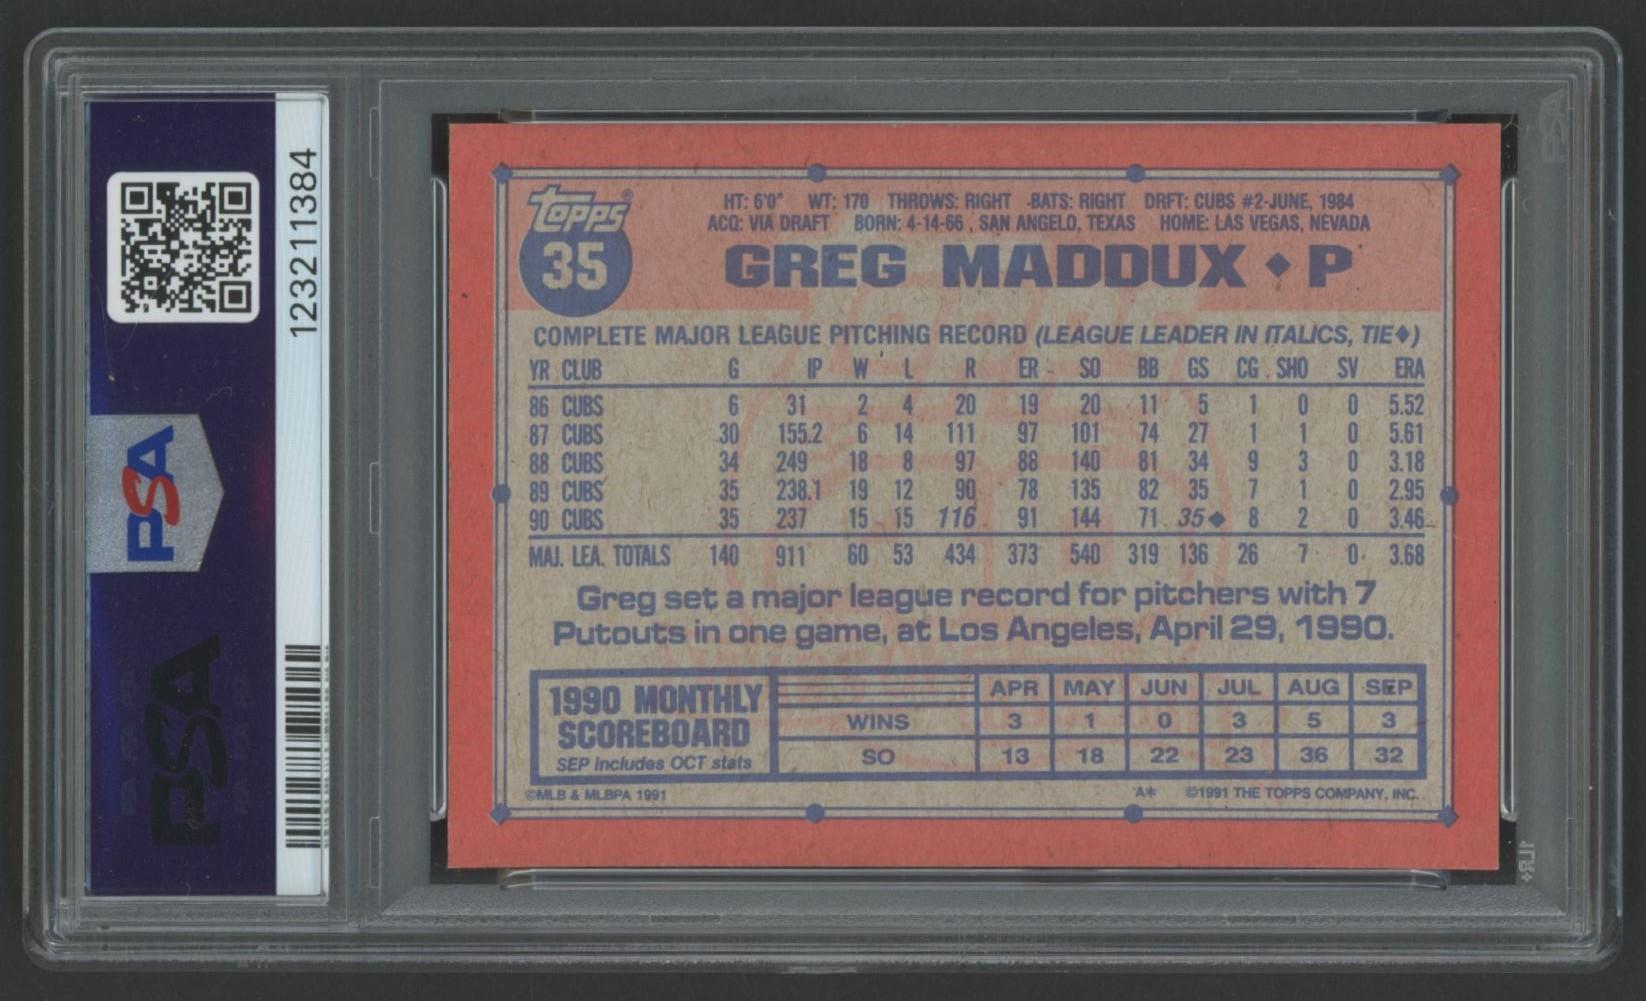 123211384
PSA
PSA
TOPPS®
35
HT: 6'0" WT: 170 THROWS: RIGHT BATS: RIGHT DRFT: CUBS #2-JUNE, 1984
ACQ: VIA DRAFT BORN: 4-14-66, SAN ANGELO, TEXAS HOME: LAS VEGAS, NEVADA
GREG MADDUX ♦ P
COMPLETE MAJOR LEAGUE PITCHING RECORD (LEAGUE LEADER IN ITALICS, TIE♦)
YR CLUB G IP W L R ER SO BB GS CG SHO SV ERA
86 CUBS 6 31 2 4 20 19 20 11 5 1 0 0 5.52
87 CUBS 30 155.2 6 14 111 97 101 74 27 1 1 0 5.61
88 CUBS 34 249 18 8 97 88 140 81 34 9 3 0 3.18
89 CUBS 35 238.1 19 12 90 78 135 82 35 7 1 0 2.95
90 CUBS 35 237 15 15 116 91 144 71 35♦ 8 2 0 3.46
MAJ. LEA. TOTALS 140 911 60 53 434 373 540 319 136 26 7 0 3.68
Greg set a major league record for pitchers with 7
Putouts in one game, at Los Angeles, April 29, 1990.
1990 MONTHLY
SCOREBOARD
SEP includes OCT stats
APR MAY JUN JUL AUG SEP
WINS 3 1 0 3 5 3
SO 13 18 22 23 36 32
©MLB & MLBPA 1991
A* ©1991 THE TOPPS COMPANY, INC.
PSA